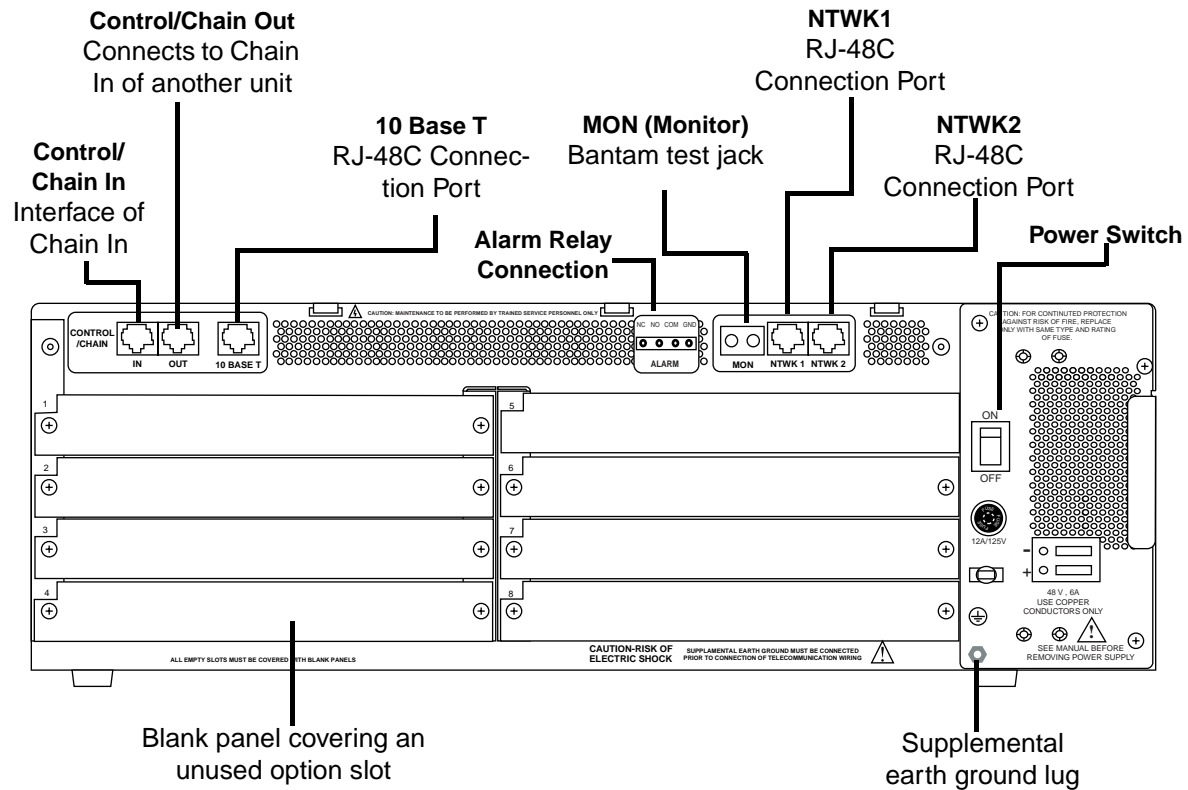 Control/Chain Out
Connects to Chain
In of another unit
NTWK1
RJ-48C
Connection Port
10 Base T
RJ-48C Connec-
tion Port
MON (Monitor)
Bantam test jack
NTWK2
RJ-48C
Connection Port
Control/
Chain In
Interface of
Chain In
Alarm Relay
Connection
Power Switch
CAUTION: MAINTENANCE TO BE PERFORMED BY TRAINED SERVICE PERSONNEL ONLY
CONTROL
/CHAIN
IN
OUT
10 BASE T
NC NO COM GND
ALARM
MON
NTWK 1
NTWK 2
CAUTION: FOR CONTINUTED PROTECTION
AGAINST RISK OF FIRE, REPLACE
ONLY WITH SAME TYPE AND RATING
OF FUSE.
1
2
3
4
5
6
7
8
ON
OFF
12A/125V
-
+
48 V , 6A
USE COPPER
CONDUCTORS ONLY
SEE MANUAL BEFORE
REMOVING POWER SUPPLY
ALL EMPTY SLOTS MUST BE COVERED WITH BLANK PANELS
CAUTION-RISK OF
ELECTRIC SHOCK
SUPPLAMENTAL EARTH GROUND MUST BE CONNECTED
PRIOR TO CONNECTION OF TELECOMMUNICATION WIRING
Blank panel covering an
unused option slot
Supplemental
earth ground lug